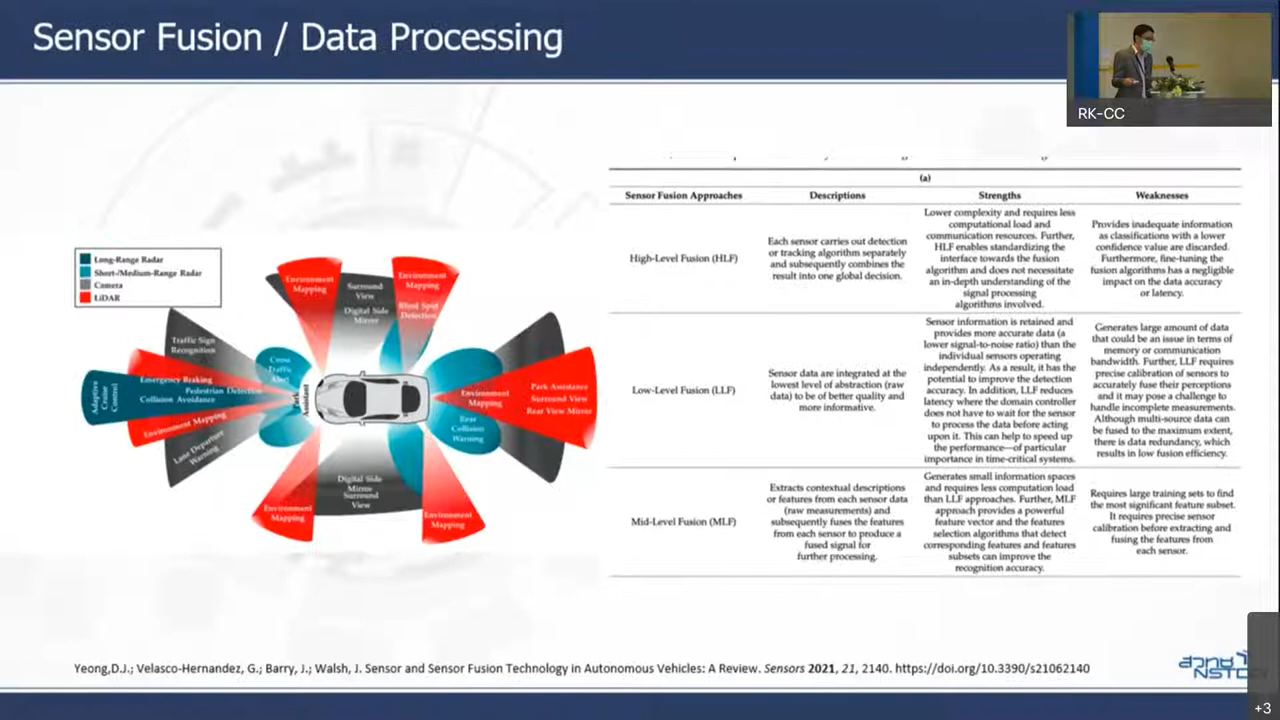 Sensor Fusion / Data Processing
RK-CC
Long-Range Radar
Short-/Medium-Range Radar
Camera
LiDAR
Environment
Mapping
Surround
View
Digital Side
Mirror
Environment
Mapping
Blind Spot
Detection
Traffic Sign
Recognition
Cross
Traffic
Alert
Adaptive
Cruise
Control
Emergency Braking
Pedestrian Detection
Collision Avoidance
Park
Assistant
Environment Mapping
Lane Departure
Warning
Environment
Mapping
Park Assistance
Surround View
Rear View Mirror
Rear
Collision
Warning
Digital Side
Mirror
Surround
View
Environment
Mapping
Environment
Mapping
(a)
Sensor Fusion Approaches Descriptions Strengths Weaknesses
High-Level Fusion (HLF)
Each sensor carries out detection
or tracking algorithm separately
and subsequently combines the
result into one global decision.
Lower complexity and requires less
computational load and
communication resources. Further,
HLF enables standardizing the
interface towards the fusion
algorithm and does not necessitate
an in-depth understanding of the
signal processing
algorithms involved.
Provides inadequate information
as classifications with a lower
confidence value are discarded.
Furthermore, fine-tuning the
fusion algorithms has a negligible
impact on the data accuracy
or latency.
Low-Level Fusion (LLF)
Sensor data are integrated at the
lowest level of abstraction (raw
data) to be of better quality and
more informative.
Sensor information is retained and
provides more accurate data (a
lower signal-to-noise ratio) than the
individual sensors operating
independently. As a result, it has the
potential to improve the detection
accuracy. In addition, LLF reduces
latency where the domain controller
does not have to wait for the sensor
to process the data before acting
upon it. This can help to speed up
the performance—of particular
importance in time-critical systems.
Generates large amount of data
that could be an issue in terms of
memory or communication
bandwidth. Further, LLF requires
precise calibration of sensors to
accurately fuse their perceptions
and it may pose a challenge to
handle incomplete measurements.
Although multi-source data can
be fused to the maximum extent,
there is data redundancy, which
results in low fusion efficiency.
Mid-Level Fusion (MLF)
Extracts contextual descriptions
or features from each sensor data
(raw measurements) and
subsequently fuses the features
from each sensor to produce a
fused signal for
further processing.
Generates small information spaces
and requires less computation load
than LLF approaches. Further, MLF
approach provides a powerful
feature vector and the features
selection algorithms that detect
corresponding features and features
subsets can improve the
recognition accuracy.
Requires large training sets to find
the most significant feature subset.
It requires precise sensor
calibration before extracting and
fusing the features from
each sensor.
Yeong,D.J.; Velasco-Hernandez, G.; Barry, J.; Walsh, J. Sensor and Sensor Fusion Technology in Autonomous Vehicles: A Review. Sensors 2021, 21, 2140. https://doi.org/10.3390/s21062140
+3